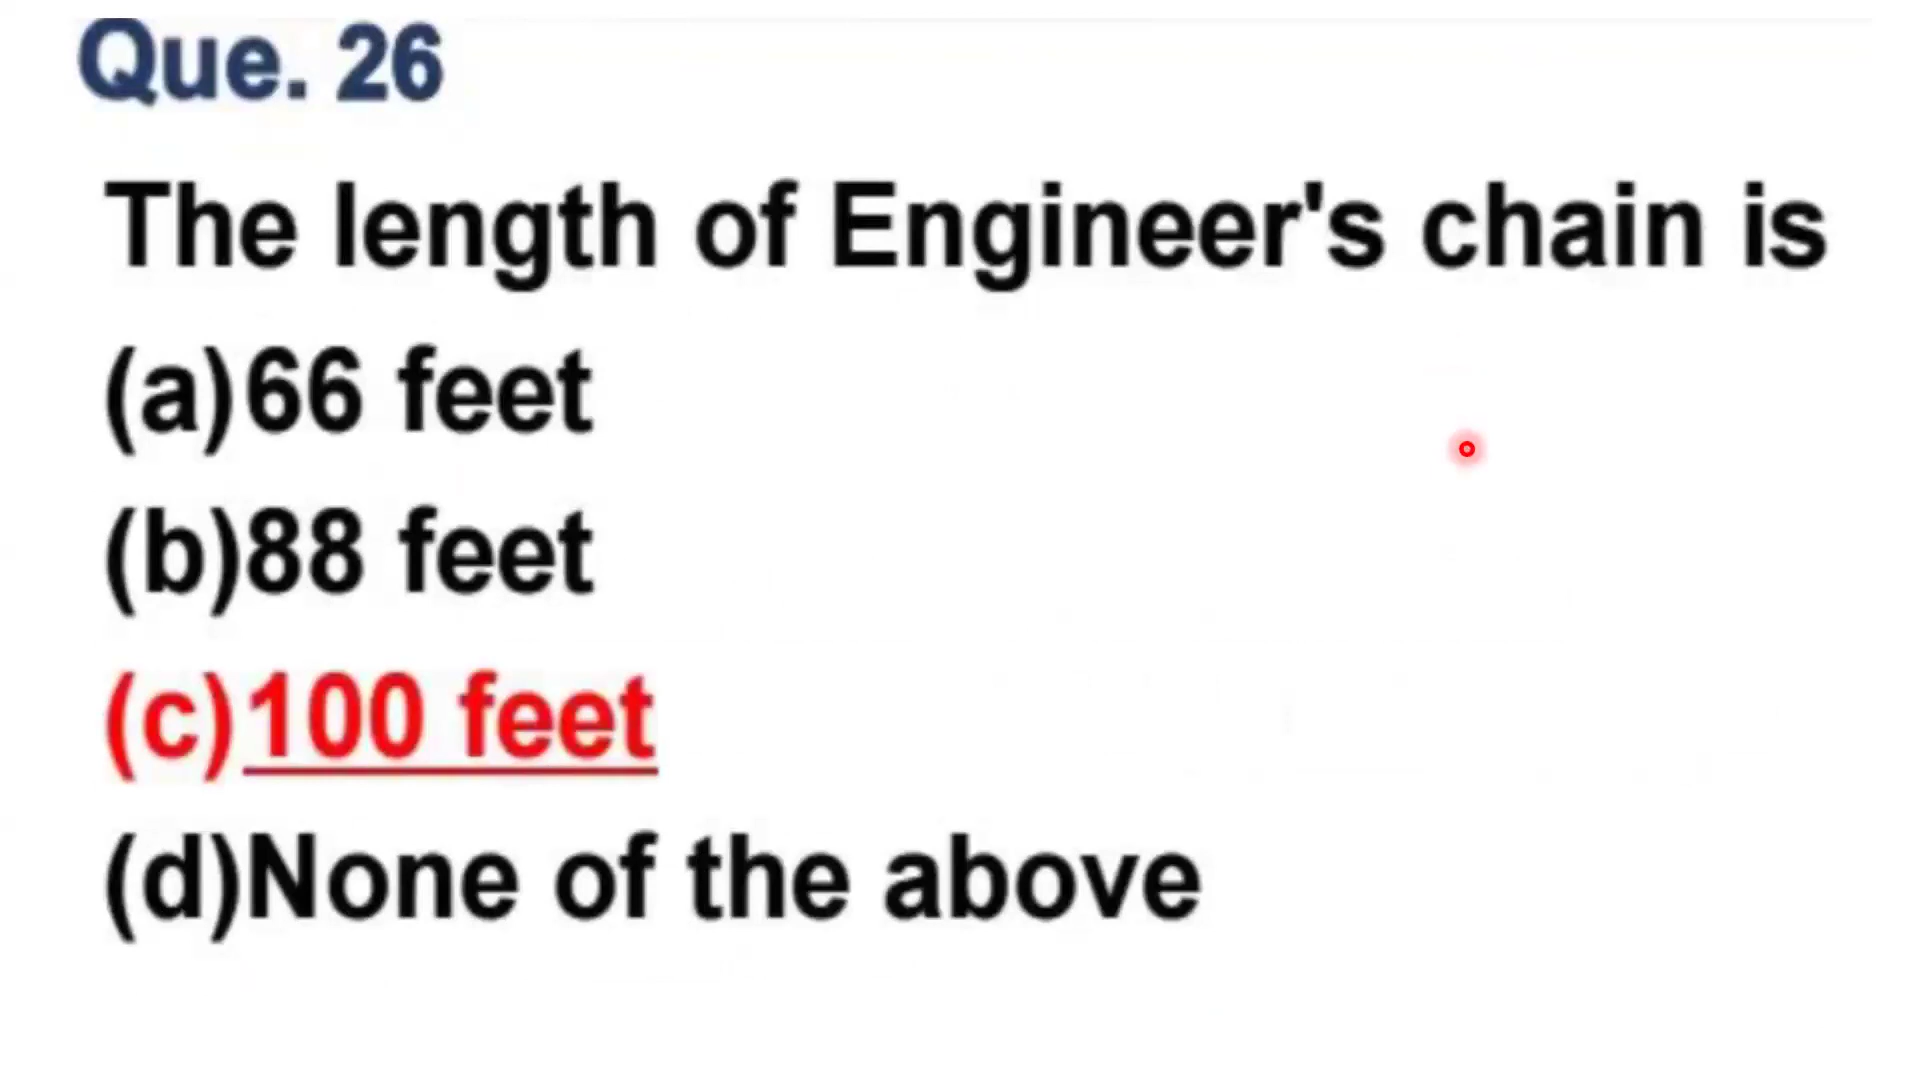 Que. 26
The length of Engineer's chain is
(a)66 feet
(b)88 feet
(c)100 feet
(d)None of the above